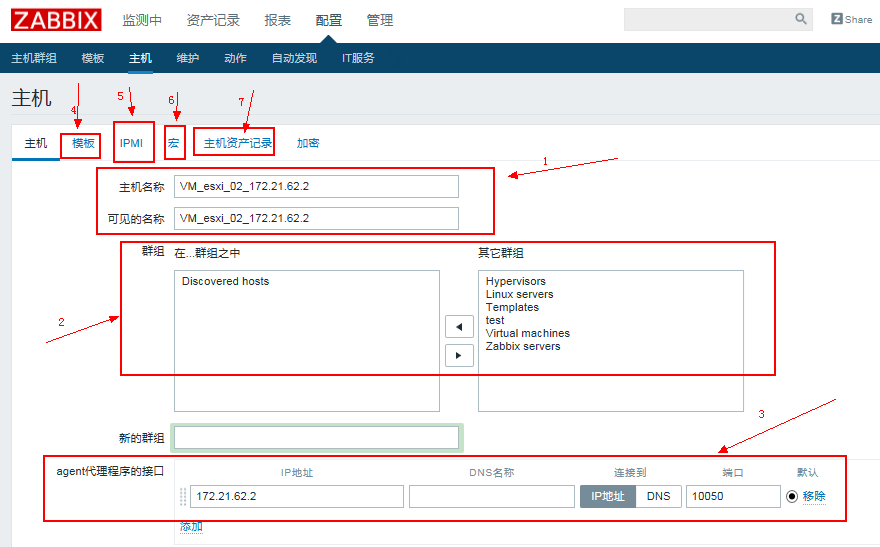 ZABBIX 监测中 资产记录 报表 配置 管理 Z Share
主机群组 模板 主机 维护 动作 自动发现 IT服务
主机
4 5 6 7
主机 模板 IPMI 宏 主机资产记录 加密
1
主机名称 VM_esxi_02_172.21.62.2
可见的名称 VM_esxi_02_172.21.62.2
群组 在...群组之中 其它群组
Discovered hosts Hypervisors
Linux servers
Templates
2 test
Virtual machines
Zabbix servers
3
新的群组
agent代理程序的接口 IP地址 DNS名称 连接到 端口 默认
172.21.62.2 IP地址 DNS 10050 移除
添加